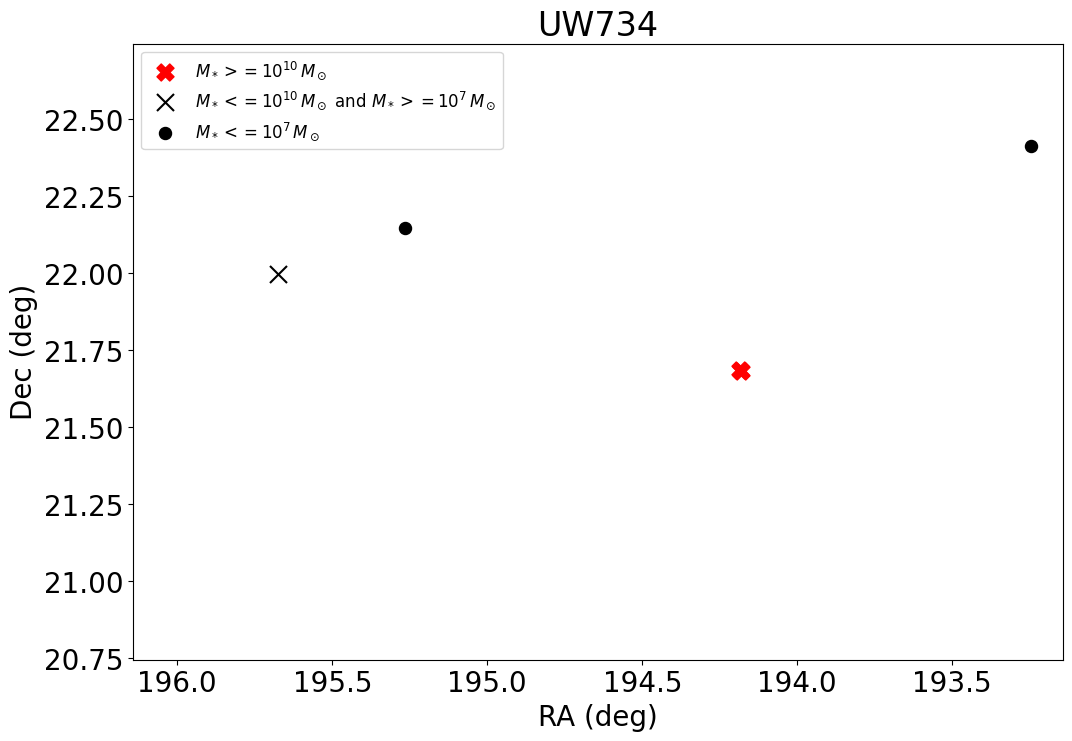 UW734
M* >= 10^10 M⊙
M* <= 10^10 M⊙ and M* >= 10^7 M⊙
M* <= 10^7 M⊙
22.50
22.25
22.00
21.75
21.50
21.25
21.00
20.75
Dec (deg)
196.0 195.5 195.0 194.5 194.0 193.5
RA (deg)